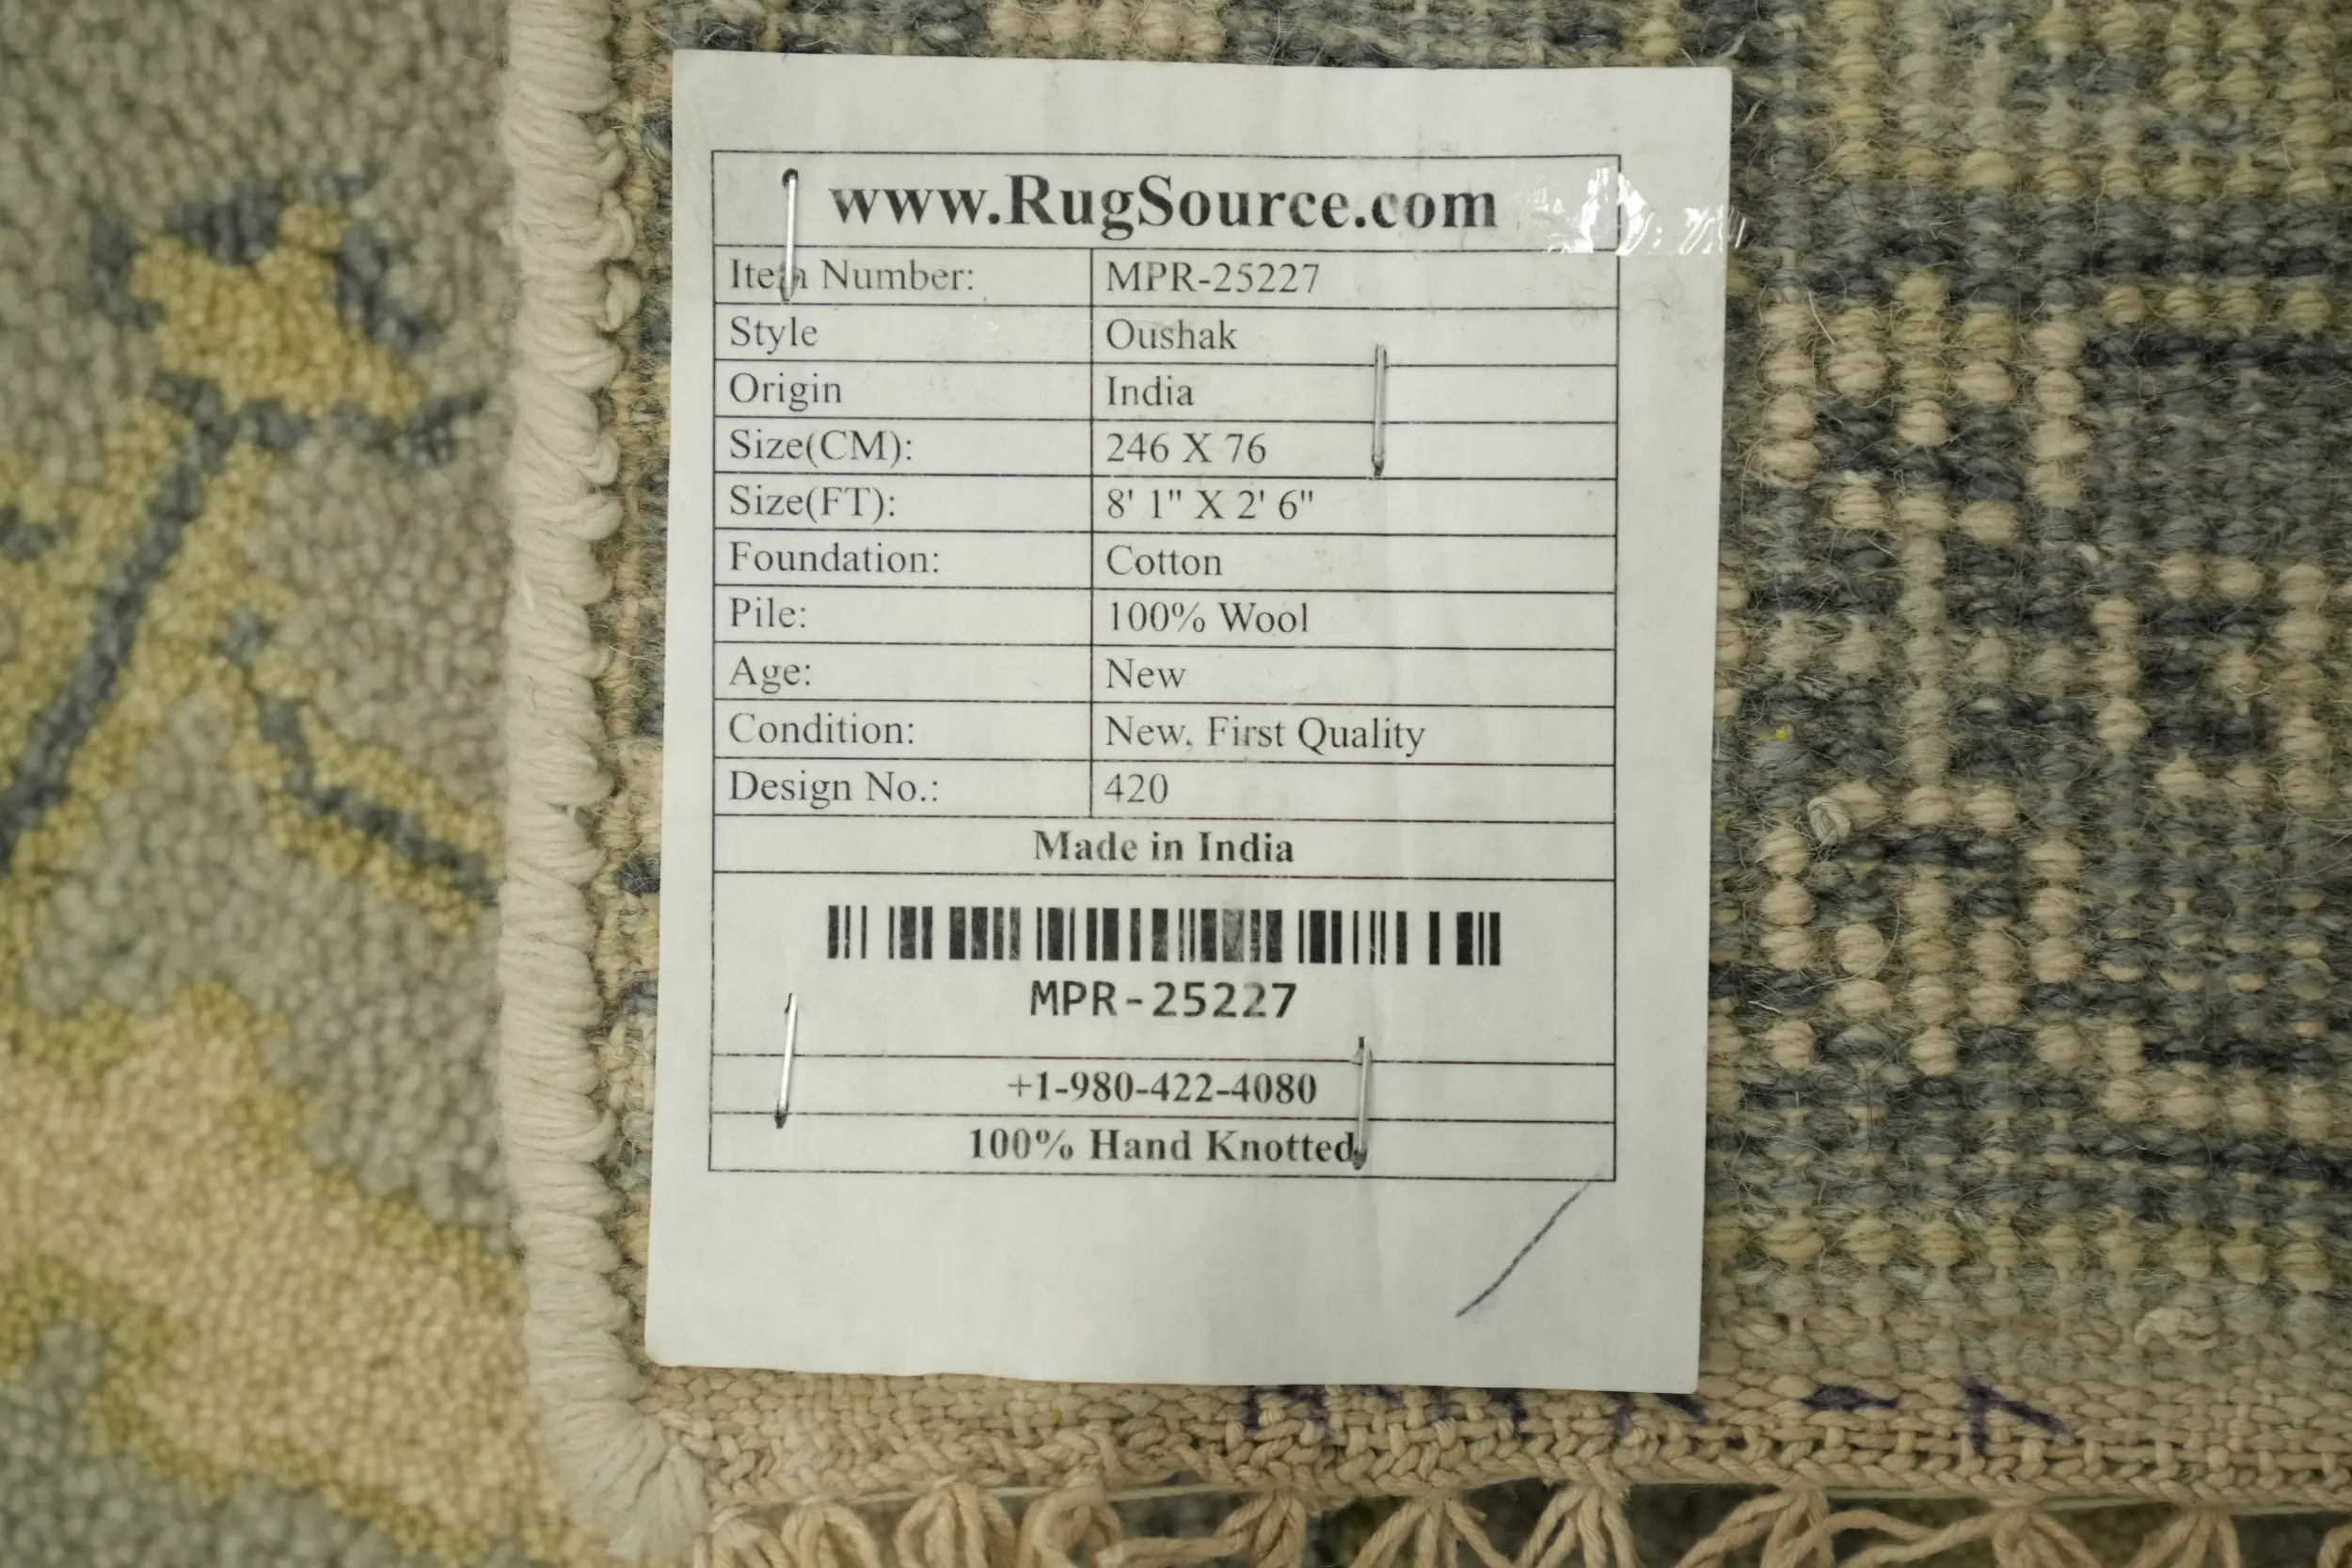 www.RugSource.com
Item Number: MPR-25227
Style Oushak
Origin India
Size(CM): 246 X 76
Size(FT): 8' 1" X 2' 6"
Foundation: Cotton
Pile: 100% Wool
Age: New
Condition: New, First Quality
Design No.: 420
Made in India
MPR-25227
+1-980-422-4080
100% Hand Knotted